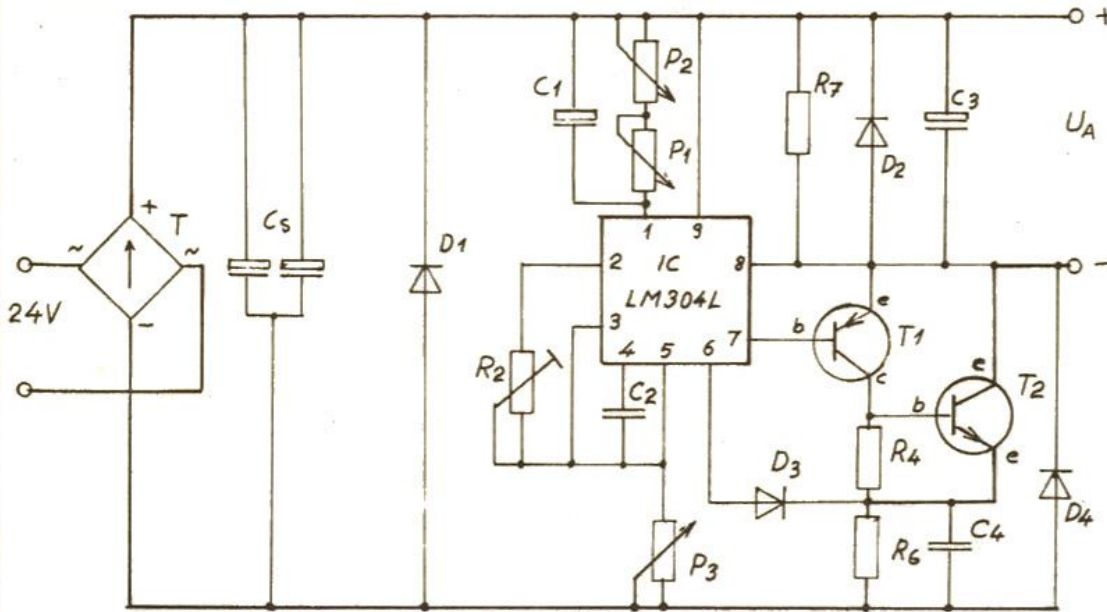 +
P2
C1
P1
R7
C3
UA
D2
+
T
~
~
Cs
D1
1
9
2
IC
8
−
24V
LM304L
e
3
7
b
T1
−
4
5
6
c
R2
C2
e
T2
b
R4
e
D3
D4
R6
C4
P3